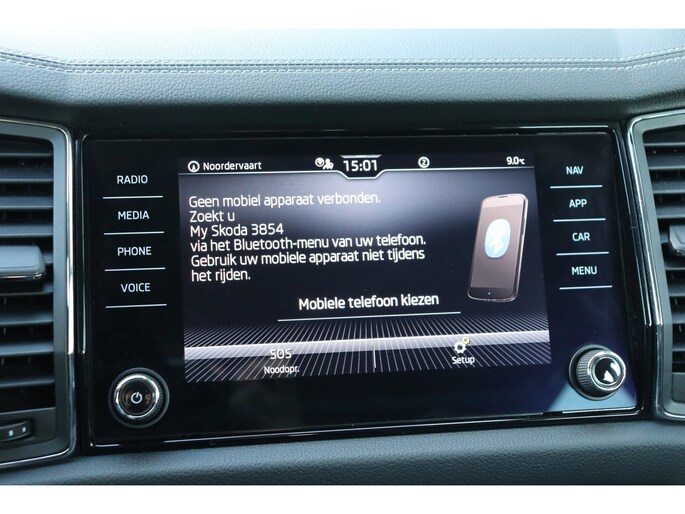 Noordervaart 15:01 2 9.0°C
RADIO
MEDIA
PHONE
VOICE
Geen mobiel apparaat verbonden.
Zoekt u
My Skoda 3854
via het Bluetooth-menu van uw telefoon.
Gebruik uw mobiele apparaat niet tijdens
het rijden.
Mobiele telefoon kiezen
SOS
Noodopr.
Setup
NAV
APP
CAR
MENU